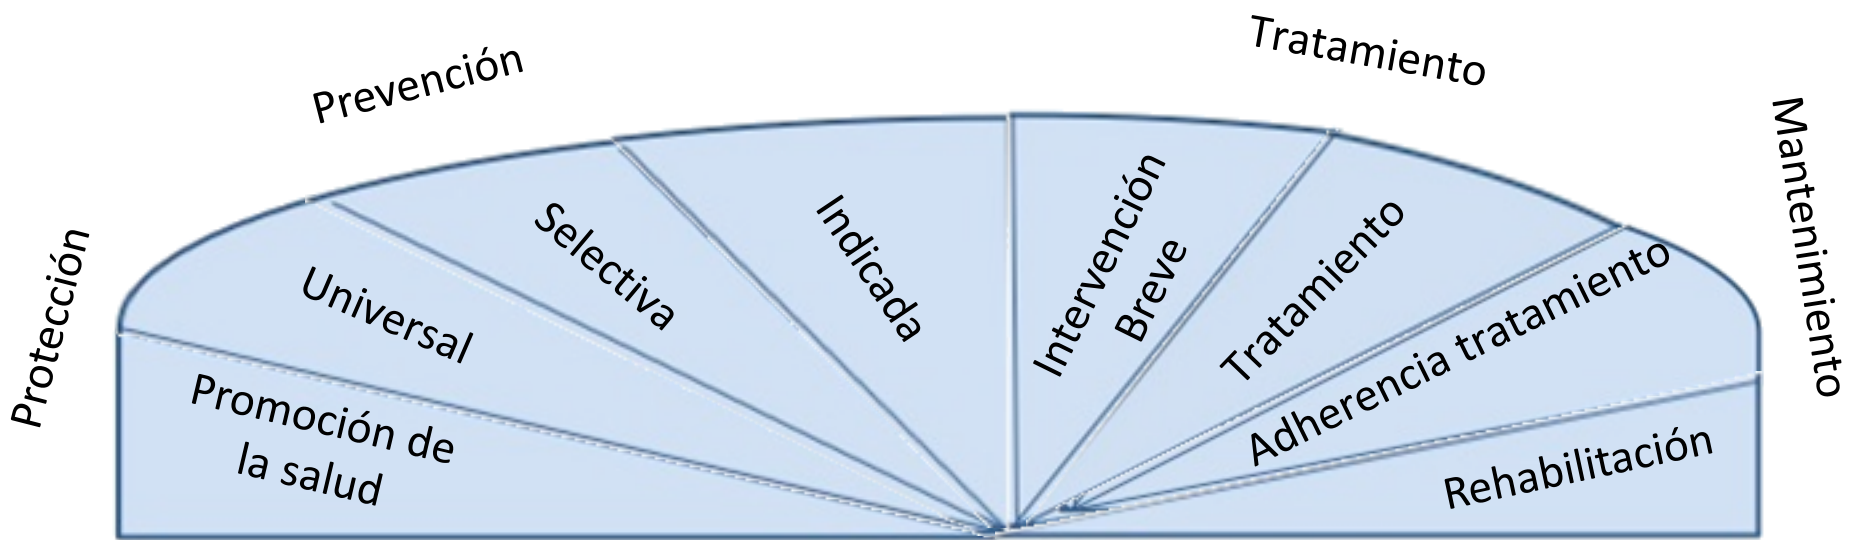 Protección
Prevención
Tratamiento
Mantenimiento
Promoción de
la salud
Universal
Selectiva
Indicada
Intervención
Breve
Tratamiento
Adherencia tratamiento
Rehabilitación